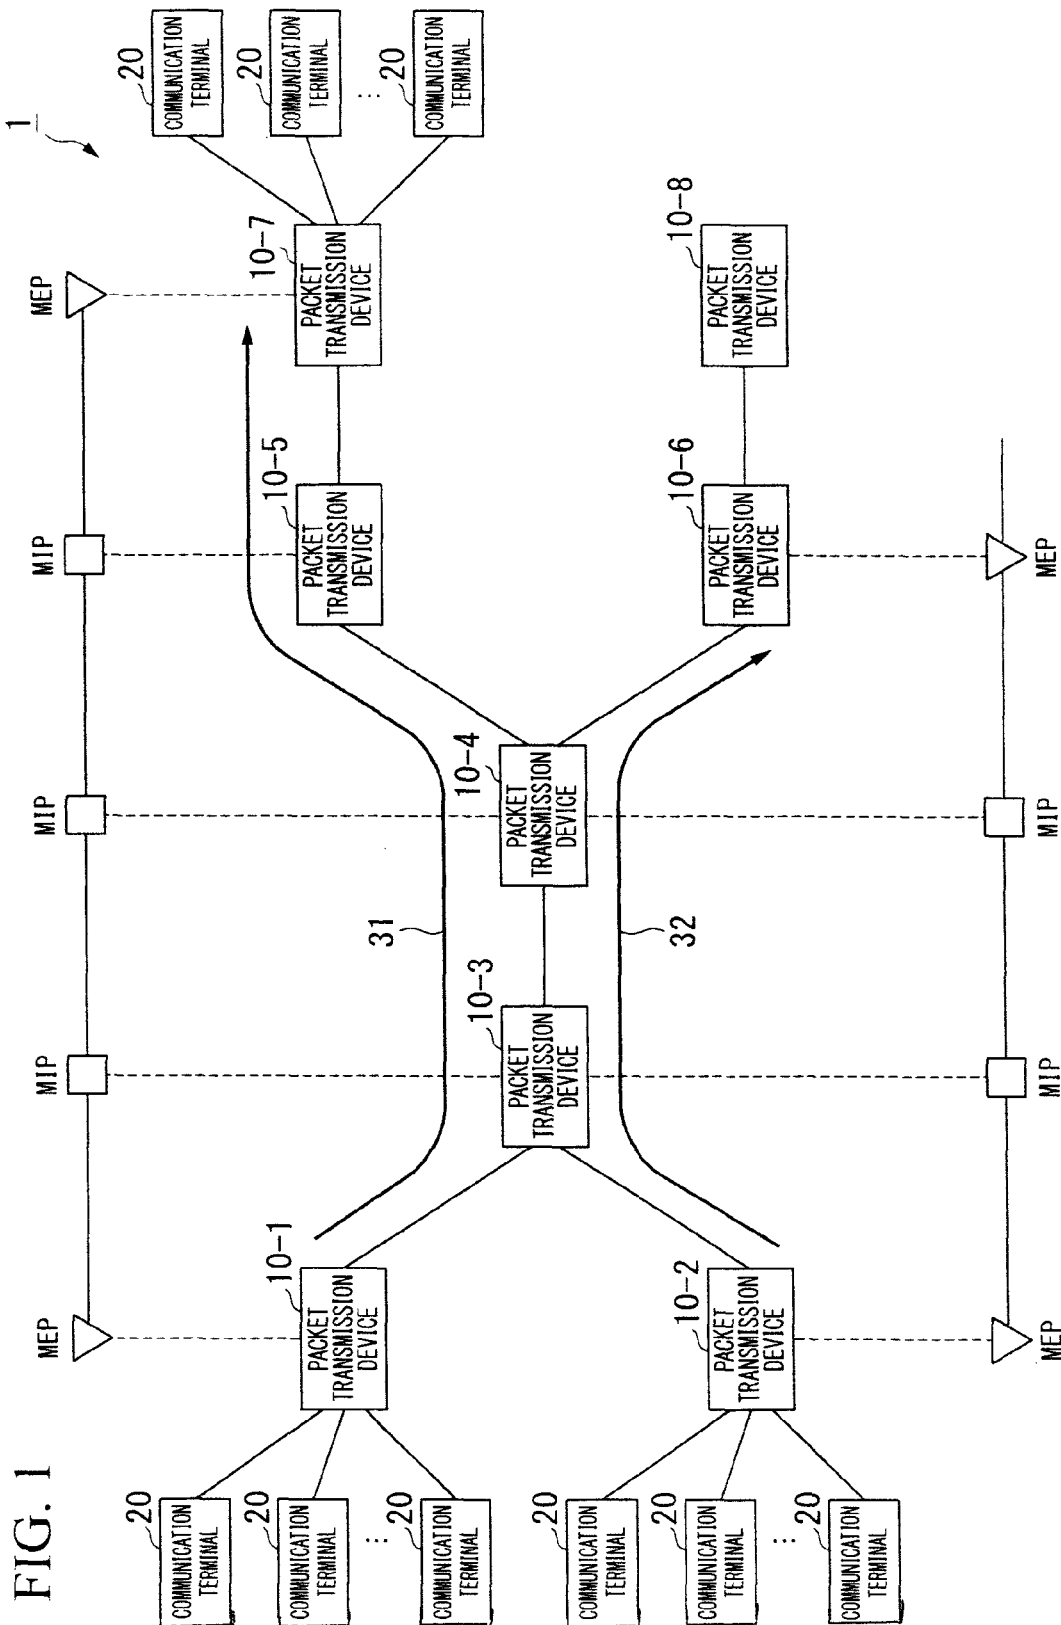 FIG. 1
1
MEP
MIP
MIP
MIP
MEP
31
20
COMMUNICATION
TERMINAL
20
COMMUNICATION
TERMINAL
...
20
COMMUNICATION
TERMINAL
10-1
PACKET
TRANSMISSION
DEVICE
10-5
PACKET
TRANSMISSION
DEVICE
10-7
PACKET
TRANSMISSION
DEVICE
20
COMMUNICATION
TERMINAL
20
COMMUNICATION
TERMINAL
...
20
COMMUNICATION
TERMINAL
10-3
PACKET
TRANSMISSION
DEVICE
10-4
PACKET
TRANSMISSION
DEVICE
20
COMMUNICATION
TERMINAL
20
COMMUNICATION
TERMINAL
...
20
COMMUNICATION
TERMINAL
10-2
PACKET
TRANSMISSION
DEVICE
32
10-6
PACKET
TRANSMISSION
DEVICE
10-8
PACKET
TRANSMISSION
DEVICE
MEP
MIP
MIP
MEP